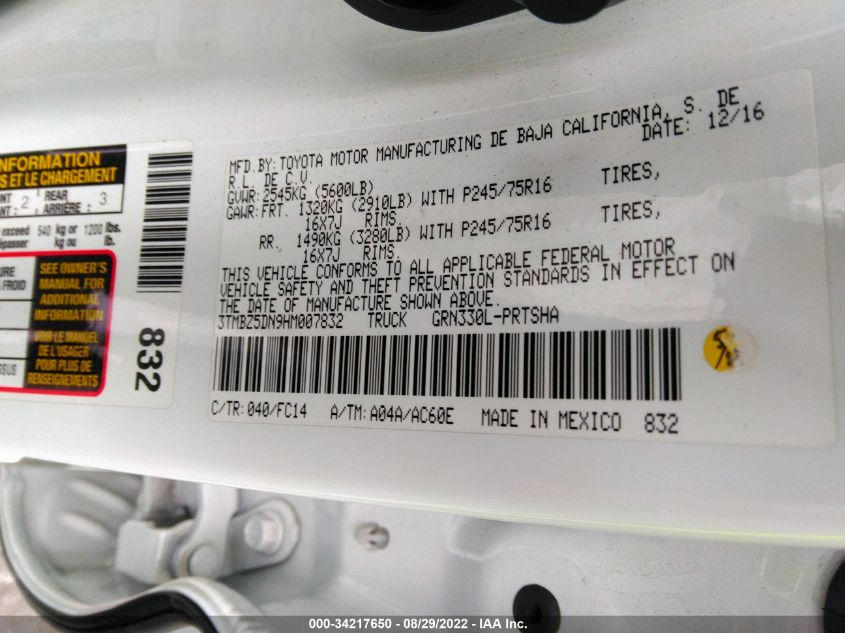 INFORMATION
S ET LE CHARGEMENT
2 REAR
ARRIÈRE : 3
exceed 540 kg or 1200 lbs.
kg ou lb.
FROID
SEE OWNER'S
MANUAL FOR
ADDITIONAL
INFORMATION
VOIR LE MANUEL
DE L'USAGER
POUR PLUS DE
RENSEIGNEMENTS
832
MFD.BY:TOYOTA MOTOR MANUFACTURING DE BAJA CALIFORNIA, S. DE
R.L. DE C.V. DATE: 12/16
GVWR:2545KG (5600LB)
GAWR:FRT. 1320KG (2910LB) WITH P245/75R16 TIRES,
16X7J RIMS.
RR. 1490KG (3280LB) WITH P245/75R16 TIRES,
16X7J RIMS.
THIS VEHICLE CONFORMS TO ALL APPLICABLE FEDERAL MOTOR
VEHICLE SAFETY AND THEFT PREVENTION STANDARDS IN EFFECT ON
THE DATE OF MANUFACTURE SHOWN ABOVE.
3TMBZ5DN9HM007832 TRUCK GRN330L-PRTSHA
C/TR:040/FC14 A/TM:A04A/AC60E MADE IN MEXICO 832
000-34217650 - 08/29/2022 - IAA Inc.